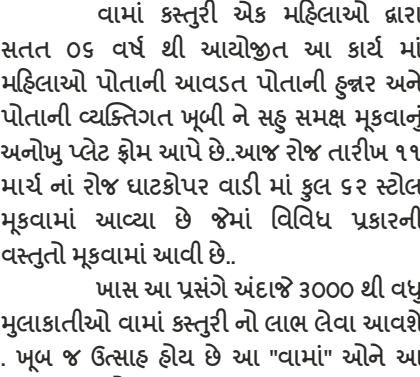 વામાં કસ્તુરી એક મહિલાઓ દ્વારા
સતત ૦૬ વર્ષ થી આયોજીત આ કાર્ય માં
મહિલાઓ પોતાની આવડત પોતાની હુન્નર અને
પોતાની વ્યક્તિગત ખૂબી ને સહુ સમક્ષ મૂકવાનું
અનોખુ પ્લેટ ફ્રોમ આપે છે..આજ રોજ તારીખ ૧૧
માર્ચ નાં રોજ ઘાટકોપર વાડી માં કુલ ૬૨ સ્ટોલ
મૂકવામાં આવ્યા છે જેમાં વિવિધ પ્રકારની
વસ્તુતો મૂકવામાં આવી છે..
ખાસ આ પ્રસંગે અંદાજે 3000 થી વધુ
મુલાકાતીઓ વામાં કસ્તુરી નો લાભ લેવા આવશે
. ખૂબ જ ઉત્સાહ હોય છે આ "વામાં" ઓને આ